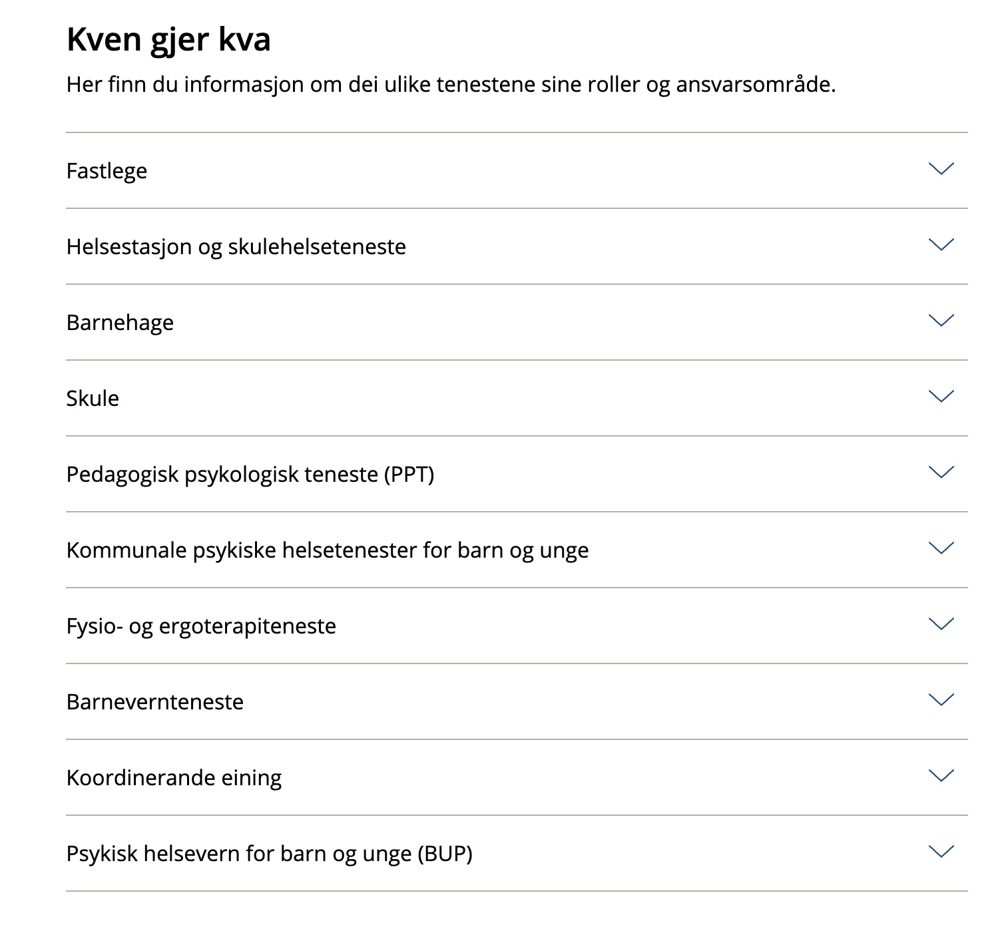 Kven gjer kva
Her finn du informasjon om dei ulike tenestene sine roller og ansvarsområde.
Fastlege
Helsestasjon og skulehelseteneste
Barnehage
Skule
Pedagogisk psykologisk teneste (PPT)
Kommunale psykiske helsetenester for barn og unge
Fysio- og ergoterapiteneste
Barnevernteneste
Koordinerande eining
Psykisk helsevern for barn og unge (BUP)